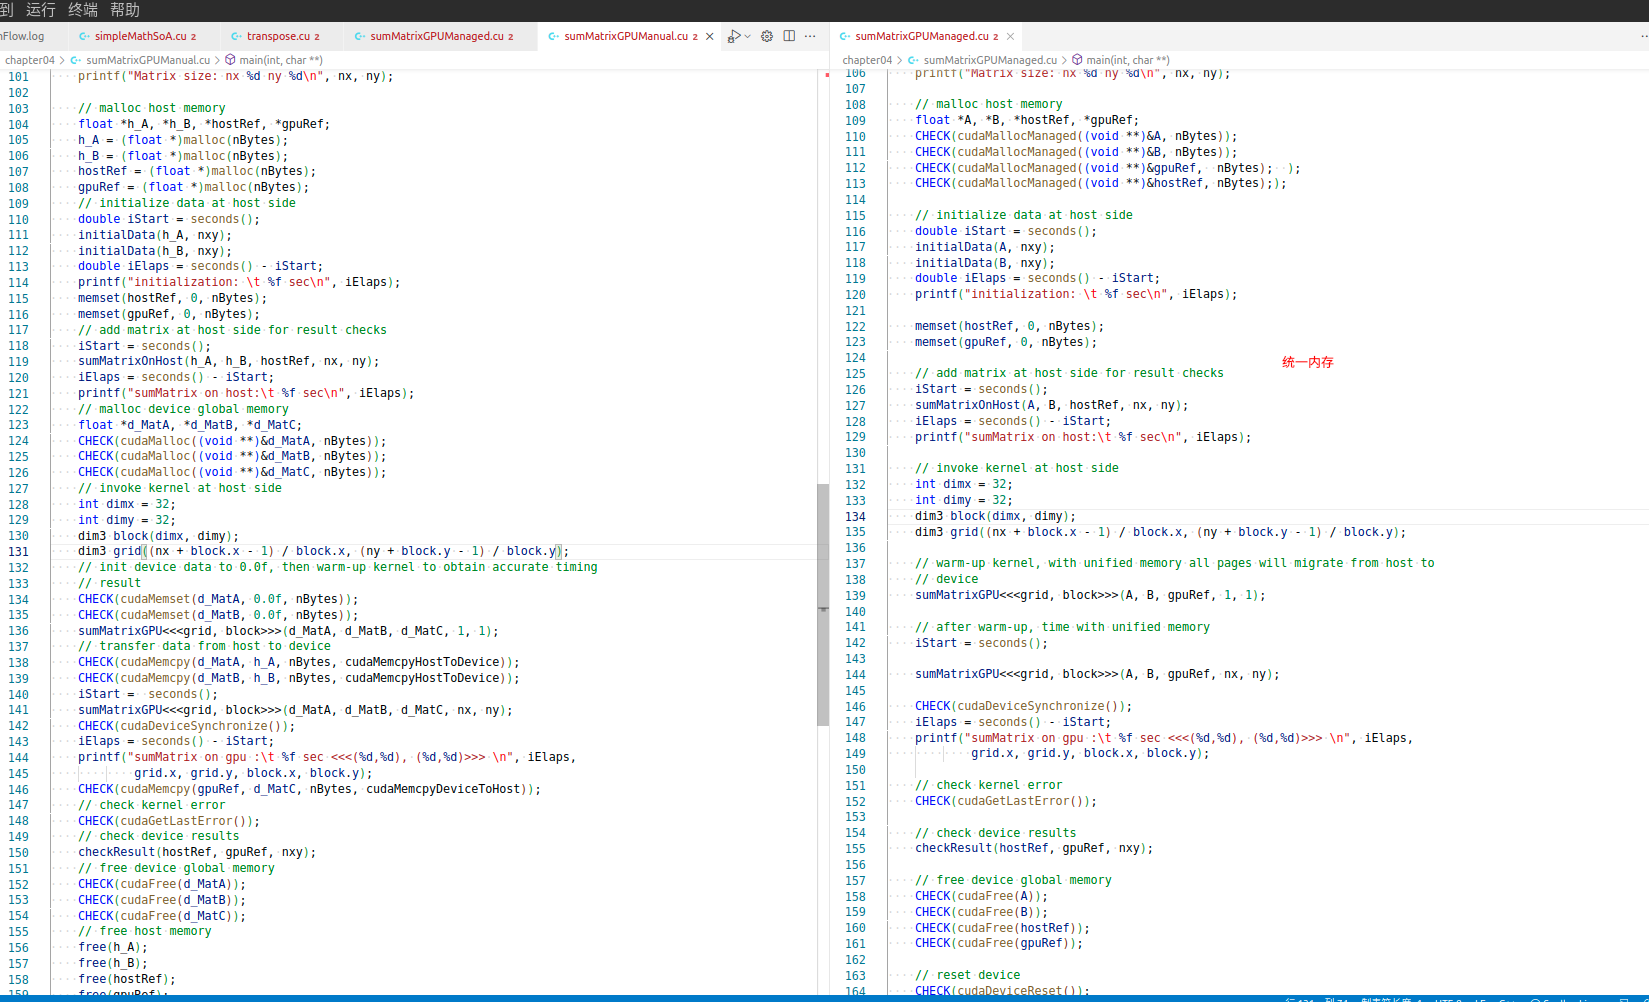 到 运行 终端 帮助
nFlow.log simpleMathSoA.cu 2 transpose.cu 2 sumMatrixGPUManaged.cu 2 sumMatrixGPUManual.cu 2
chapter04 > sumMatrixGPUManual.cu > main(int, char **)
101 printf("Matrix size: nx %d ny %d\n", nx, ny);
102
103 // malloc host memory
104 float *h_A, *h_B, *hostRef, *gpuRef;
105 h_A = (float *)malloc(nBytes);
106 h_B = (float *)malloc(nBytes);
107 hostRef = (float *)malloc(nBytes);
108 gpuRef = (float *)malloc(nBytes);
109 // initialize data at host side
110 double iStart = seconds();
111 initialData(h_A, nxy);
112 initialData(h_B, nxy);
113 double iElaps = seconds() - iStart;
114 printf("initialization: \t %f sec\n", iElaps);
115 memset(hostRef, 0, nBytes);
116 memset(gpuRef, 0, nBytes);
117 // add matrix at host side for result checks
118 iStart = seconds();
119 sumMatrixOnHost(h_A, h_B, hostRef, nx, ny);
120 iElaps = seconds() - iStart;
121 printf("sumMatrix on host:\t %f sec\n", iElaps);
122 // malloc device global memory
123 float *d_MatA, *d_MatB, *d_MatC;
124 CHECK(cudaMalloc((void **)&d_MatA, nBytes));
125 CHECK(cudaMalloc((void **)&d_MatB, nBytes));
126 CHECK(cudaMalloc((void **)&d_MatC, nBytes));
127 // invoke kernel at host side
128 int dimx = 32;
129 int dimy = 32;
130 dim3 block(dimx, dimy);
131 dim3 grid((nx + block.x - 1) / block.x, (ny + block.y - 1) / block.y);
132 // init device data to 0.0f, then warm-up kernel to obtain accurate timing
133 // result
134 CHECK(cudaMemset(d_MatA, 0.0f, nBytes));
135 CHECK(cudaMemset(d_MatB, 0.0f, nBytes));
136 sumMatrixGPU<<<grid, block>>>(d_MatA, d_MatB, d_MatC, 1, 1);
137 // transfer data from host to device
138 CHECK(cudaMemcpy(d_MatA, h_A, nBytes, cudaMemcpyHostToDevice));
139 CHECK(cudaMemcpy(d_MatB, h_B, nBytes, cudaMemcpyHostToDevice));
140 iStart =  seconds();
141 sumMatrixGPU<<<grid, block>>>(d_MatA, d_MatB, d_MatC, nx, ny);
142 CHECK(cudaDeviceSynchronize());
143 iElaps = seconds() - iStart;
144 printf("sumMatrix on gpu :\t %f sec <<<(%d,%d), (%d,%d)>>> \n", iElaps,
145 grid.x, grid.y, block.x, block.y);
146 CHECK(cudaMemcpy(gpuRef, d_MatC, nBytes, cudaMemcpyDeviceToHost));
147 // check kernel error
148 CHECK(cudaGetLastError());
149 // check device results
150 checkResult(hostRef, gpuRef, nxy);
151 // free device global memory
152 CHECK(cudaFree(d_MatA));
153 CHECK(cudaFree(d_MatB));
154 CHECK(cudaFree(d_MatC));
155 // free host memory
156 free(h_A);
157 free(h_B);
158 free(hostRef);
159 free(gpuRef);
sumMatrixGPUManaged.cu 2
chapter04 > sumMatrixGPUManaged.cu > main(int, char **)
106 printf("Matrix size: nx %d ny %d\n", nx, ny);
107
108 // malloc host memory
109 float *A, *B, *hostRef, *gpuRef;
110 CHECK(cudaMallocManaged((void **)&A, nBytes));
111 CHECK(cudaMallocManaged((void **)&B, nBytes));
112 CHECK(cudaMallocManaged((void **)&gpuRef,  nBytes);  );
113 CHECK(cudaMallocManaged((void **)&hostRef, nBytes););
114
115 // initialize data at host side
116 double iStart = seconds();
117 initialData(A, nxy);
118 initialData(B, nxy);
119 double iElaps = seconds() - iStart;
120 printf("initialization: \t %f sec\n", iElaps);
121
122 memset(hostRef, 0, nBytes);
123 memset(gpuRef, 0, nBytes);
124 统一内存
125 // add matrix at host side for result checks
126 iStart = seconds();
127 sumMatrixOnHost(A, B, hostRef, nx, ny);
128 iElaps = seconds() - iStart;
129 printf("sumMatrix on host:\t %f sec\n", iElaps);
130
131 // invoke kernel at host side
132 int dimx = 32;
133 int dimy = 32;
134 dim3 block(dimx, dimy);
135 dim3 grid((nx + block.x - 1) / block.x, (ny + block.y - 1) / block.y);
136
137 // warm-up kernel, with unified memory all pages will migrate from host to
138 // device
139 sumMatrixGPU<<<grid, block>>>(A, B, gpuRef, 1, 1);
140
141 // after warm-up, time with unified memory
142 iStart = seconds();
143
144 sumMatrixGPU<<<grid, block>>>(A, B, gpuRef, nx, ny);
145
146 CHECK(cudaDeviceSynchronize());
147 iElaps = seconds() - iStart;
148 printf("sumMatrix on gpu :\t %f sec <<<(%d,%d), (%d,%d)>>> \n", iElaps,
149 grid.x, grid.y, block.x, block.y);
150
151 // check kernel error
152 CHECK(cudaGetLastError());
153
154 // check device results
155 checkResult(hostRef, gpuRef, nxy);
156
157 // free device global memory
158 CHECK(cudaFree(A));
159 CHECK(cudaFree(B));
160 CHECK(cudaFree(hostRef));
161 CHECK(cudaFree(gpuRef));
162
163 // reset device
164 CHECK(cudaDeviceReset());